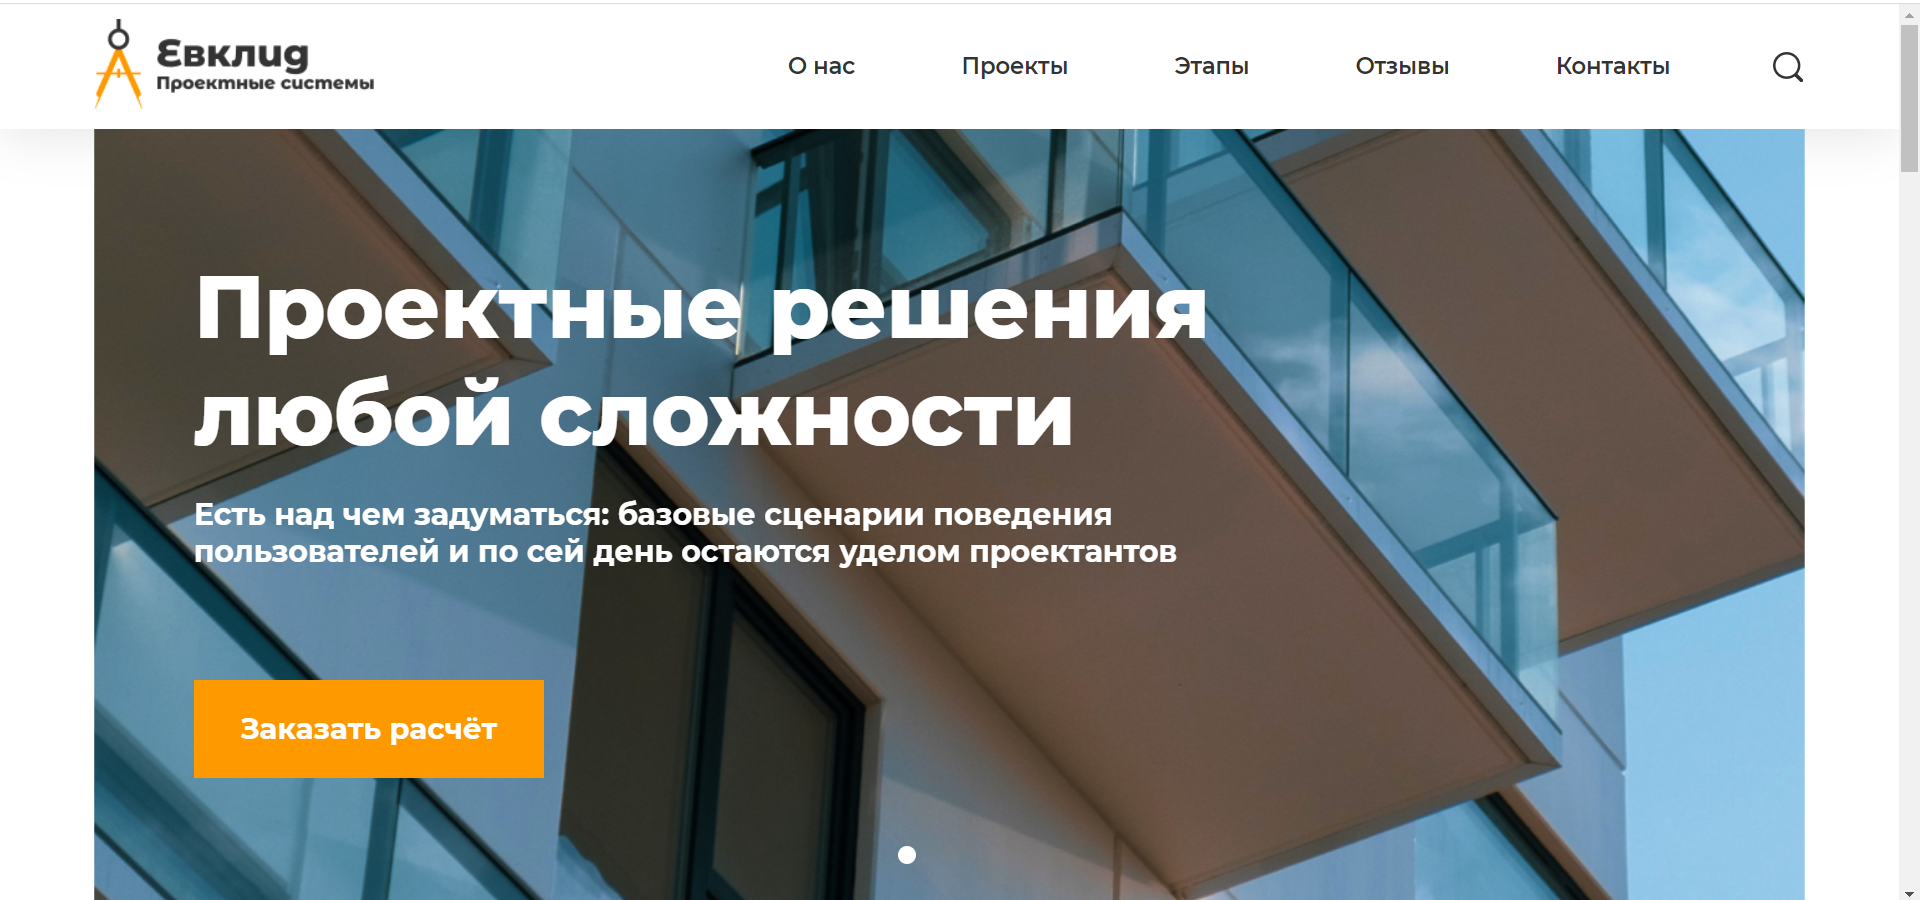 Евклид
Проектные системы
О нас
Проекты
Этапы
Отзывы
Контакты
Проектные решения
любой сложности
Есть над чем задуматься: базовые сценарии поведения
пользователей и по сей день остаются уделом проектантов
Заказать расчёт